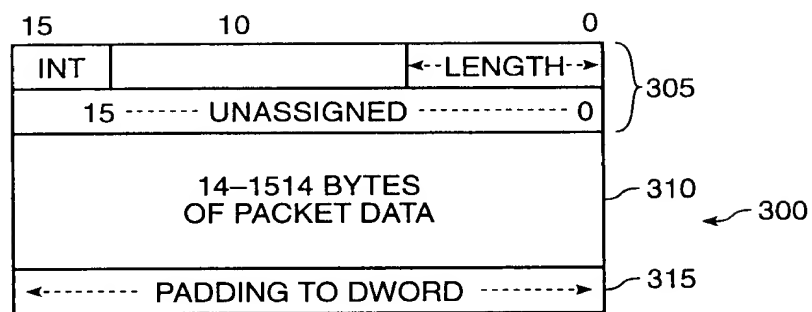 15 10 0
INT LENGTH 305
15 UNASSIGNED 0
14–1514 BYTES
OF PACKET DATA 310
300
PADDING TO DWORD 315